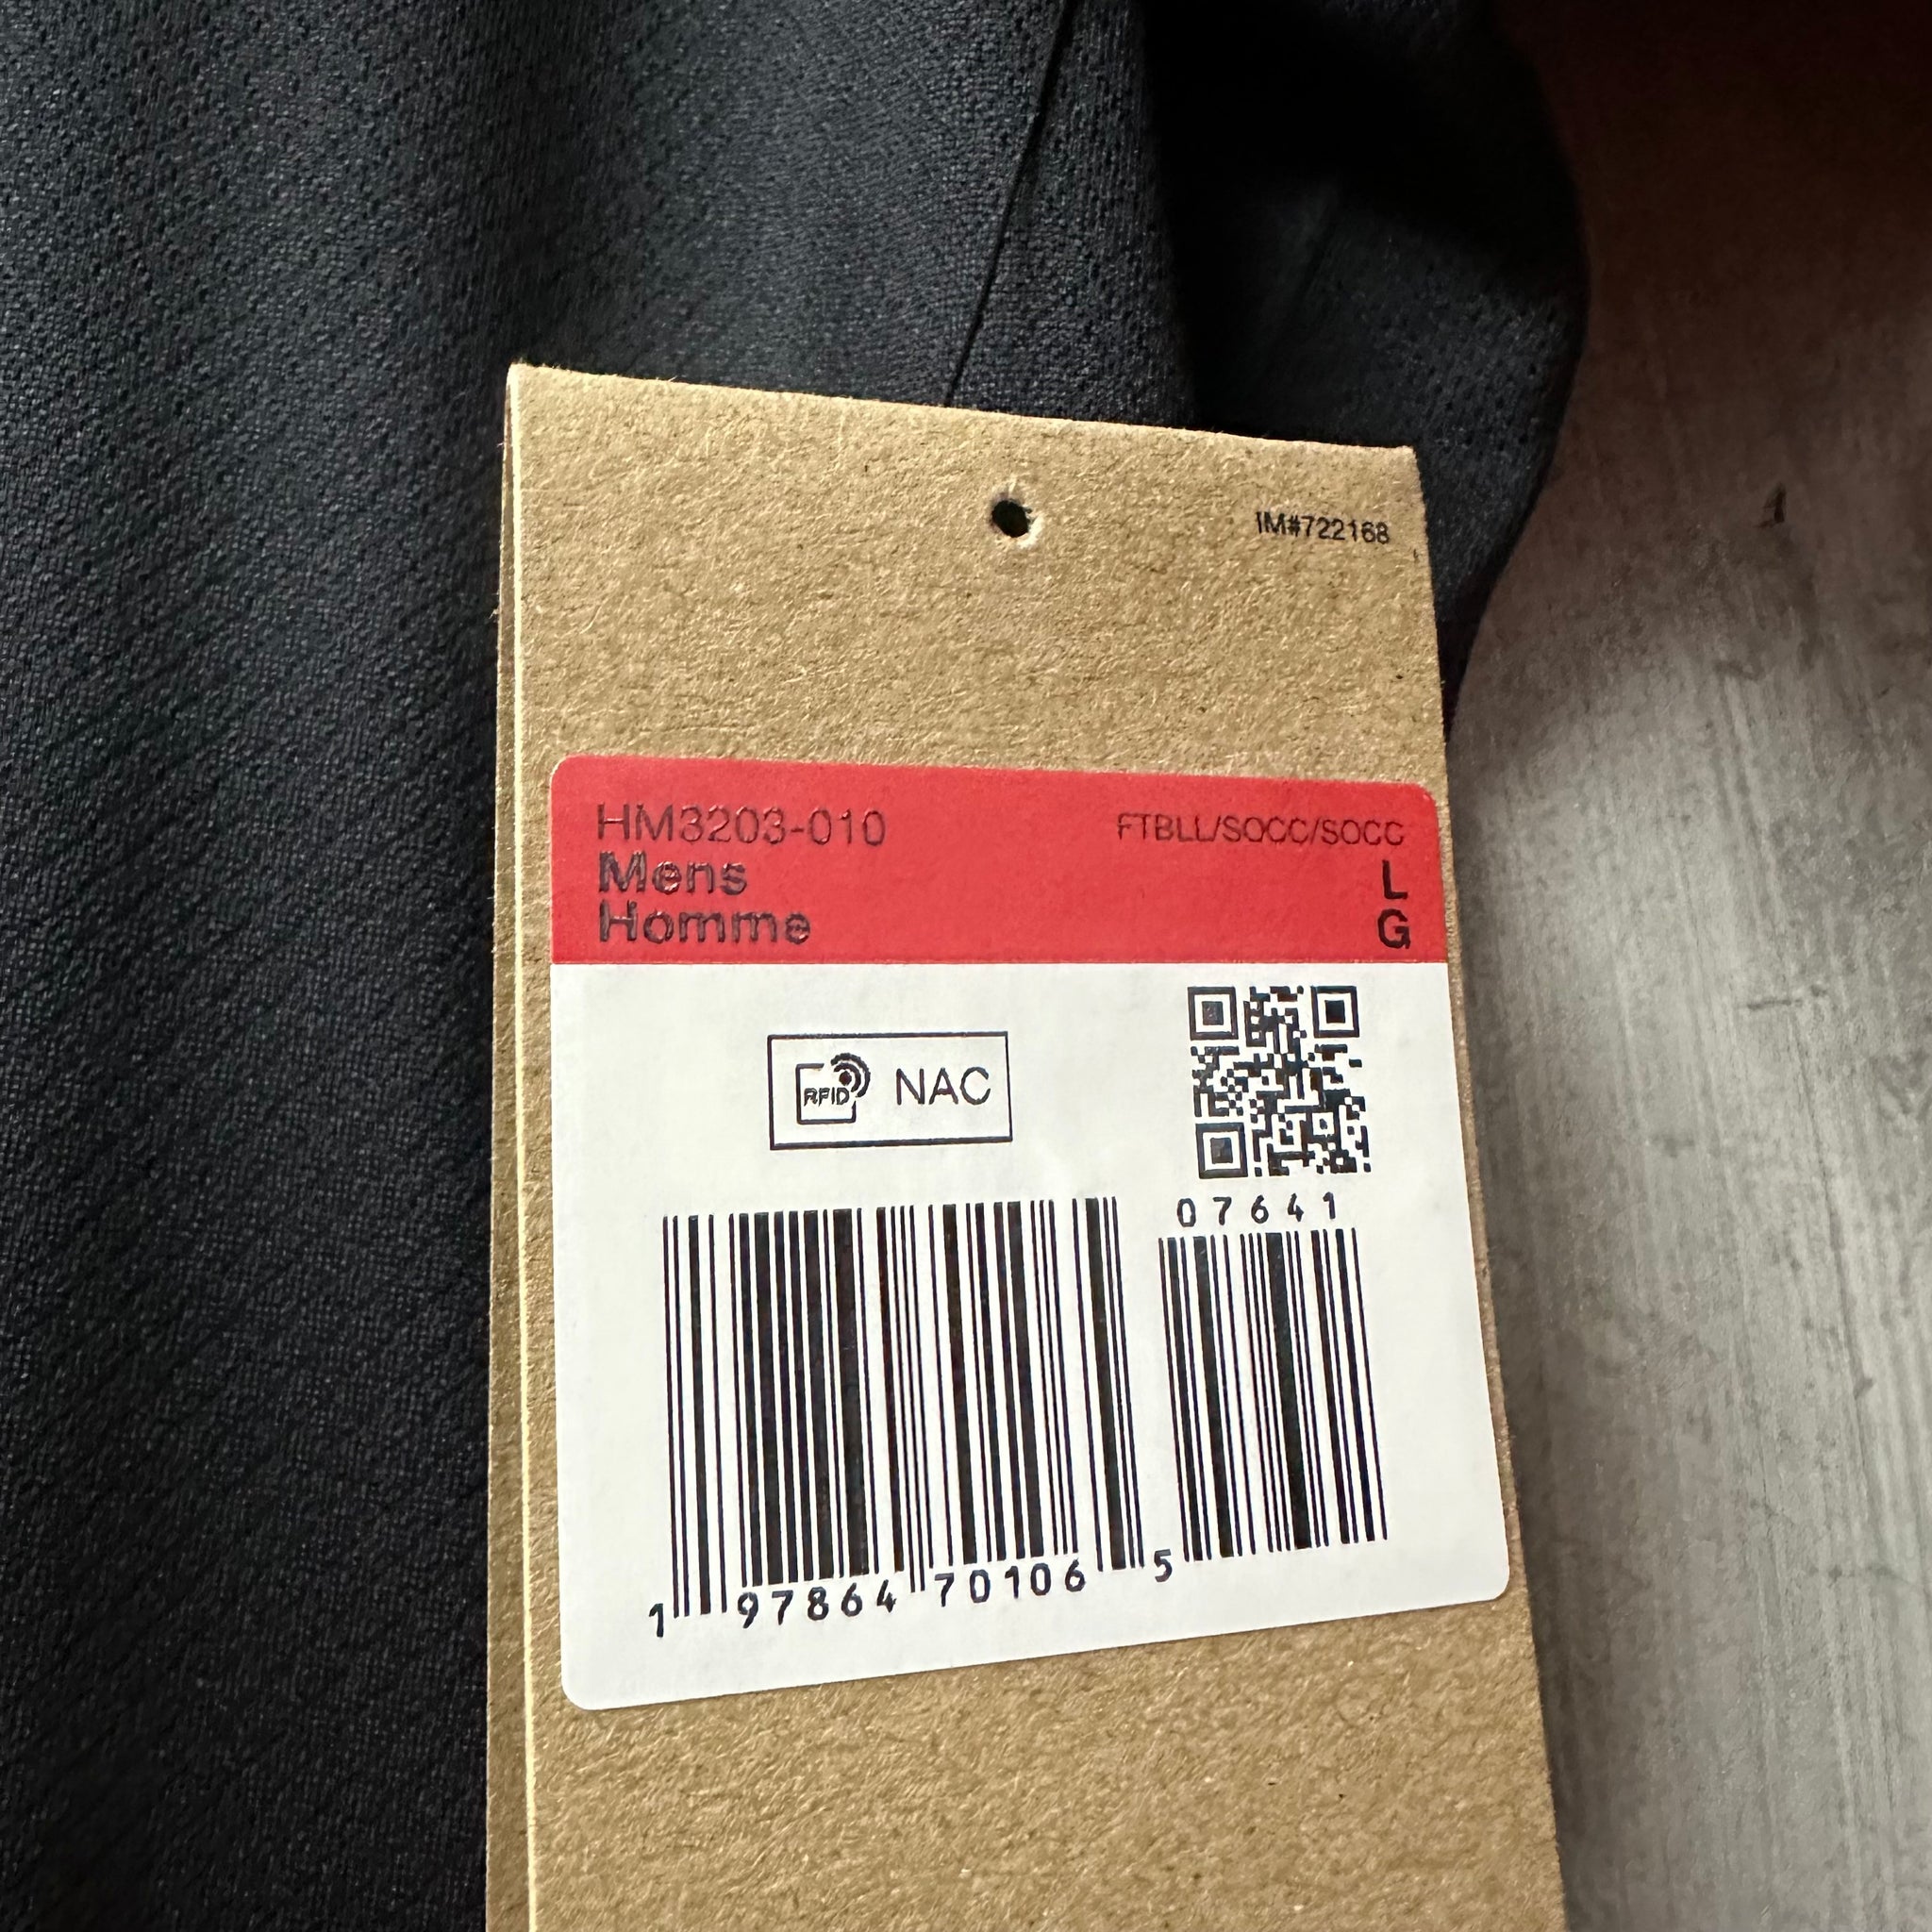 IM#722168
HM3203-010 FTBLL/SOCC/SOCC
Mens L
Homme G
RFID NAC
07641
1 97864 70106 5